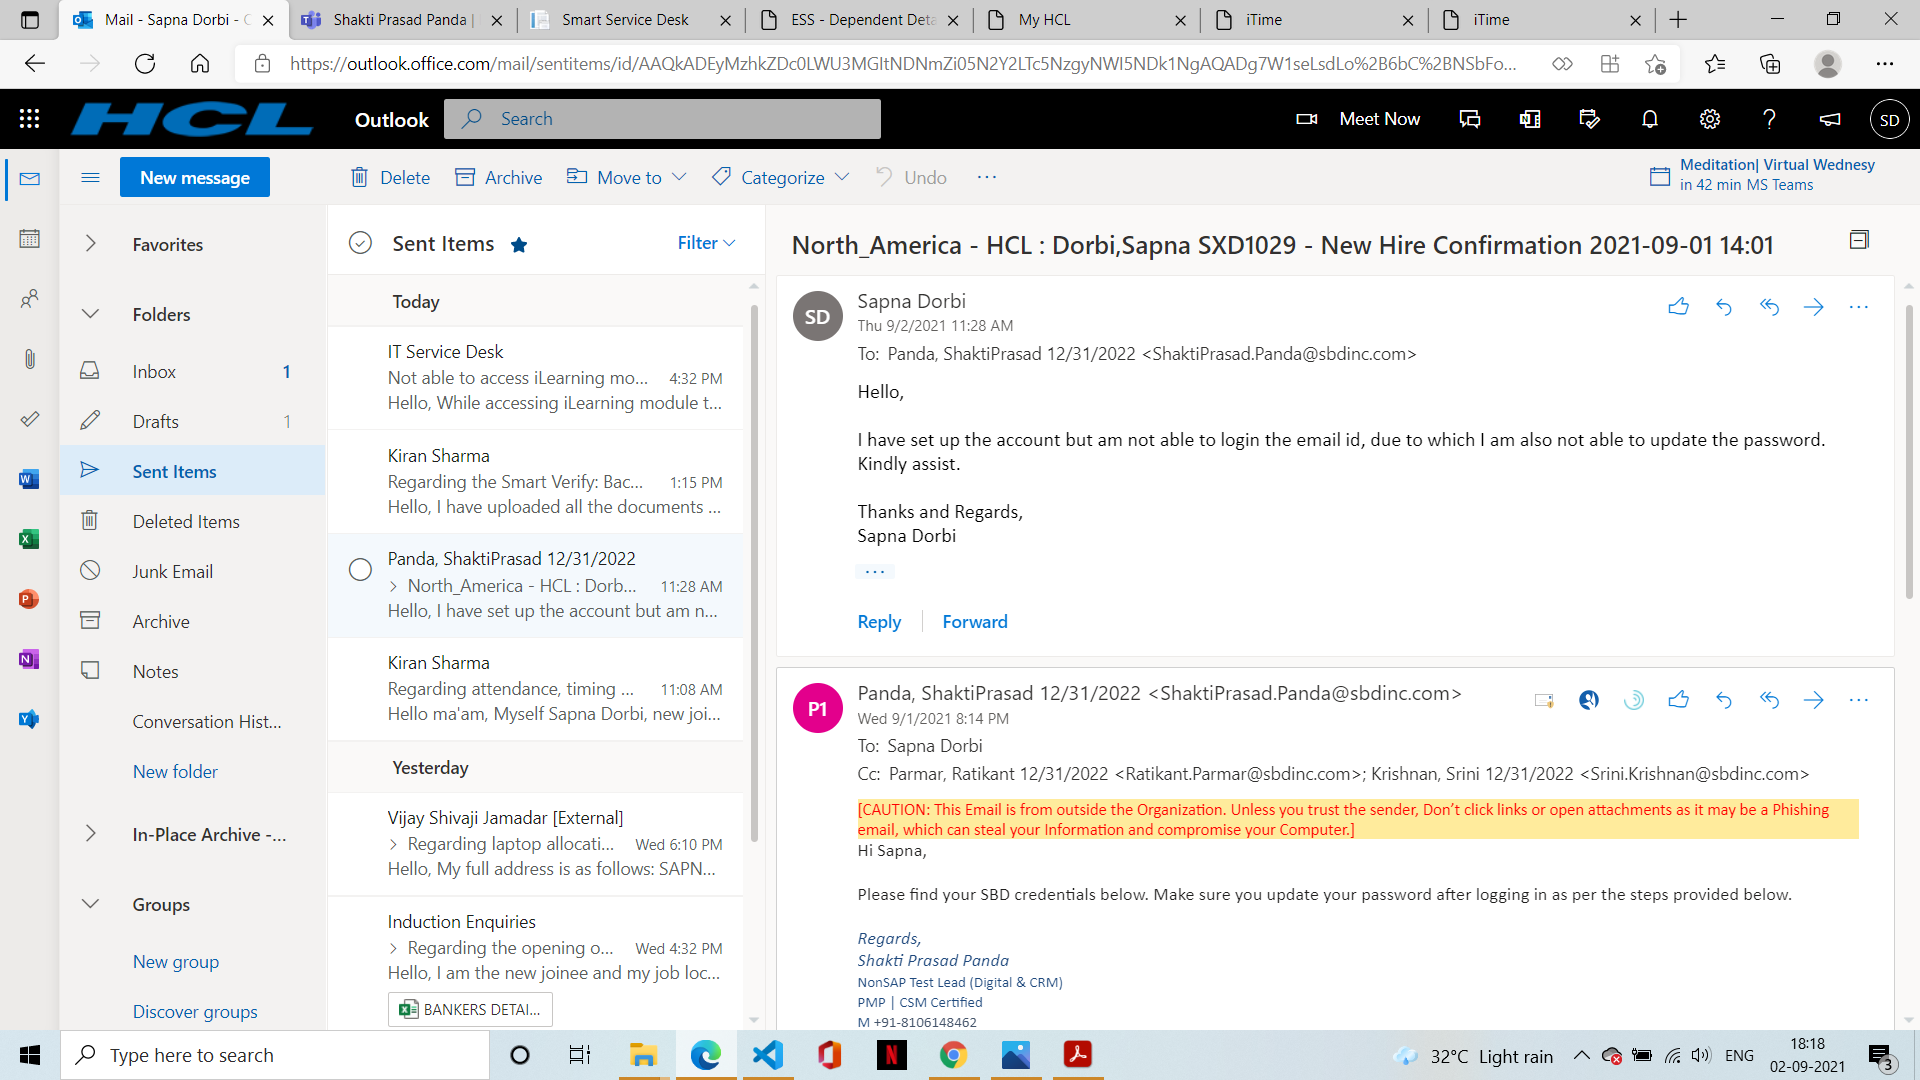 Mail - Sapna Dorbi - O
Shakti Prasad Panda |
Smart Service Desk
ESS - Dependent Deta
My HCL
iTime
iTime
https://outlook.office.com/mail/sentitems/id/AAQkADEyMzhkZDc0LWU3MGItNDNmZi05N2Y2LTc5NzgyNWI5NDk1NgAQADg7W1seLsdLo%2B6bC%2BNSbFo...
HCL
Outlook
Search
Meet Now
SD
New message
Delete
Archive
Move to
Categorize
Undo
Meditation| Virtual Wednesy
in 42 min MS Teams
Favorites
Folders
Inbox 1
Drafts 1
Sent Items
Deleted Items
Junk Email
Archive
Notes
Conversation Hist...
New folder
In-Place Archive -...
Groups
New group
Discover groups
Sent Items
Filter
Today
IT Service Desk
Not able to access iLearning mo... 4:32 PM
Hello, While accessing iLearning module t...
Kiran Sharma
Regarding the Smart Verify: Bac... 1:15 PM
Hello, I have uploaded all the documents ...
Panda, ShaktiPrasad 12/31/2022
North_America - HCL : Dorb... 11:28 AM
Hello, I have set up the account but am n...
Kiran Sharma
Regarding attendance, timing ... 11:08 AM
Hello ma'am, Myself Sapna Dorbi, new joi...
Yesterday
Vijay Shivaji Jamadar [External]
Regarding laptop allocati... Wed 6:10 PM
Hello, My full address is as follows: SAPN...
Induction Enquiries
Regarding the opening o... Wed 4:32 PM
Hello, I am the new joinee and my job loc...
BANKERS DETAI...
North_America - HCL : Dorbi,Sapna SXD1029 - New Hire Confirmation 2021-09-01 14:01
SD
Sapna Dorbi
Thu 9/2/2021 11:28 AM
To: Panda, ShaktiPrasad 12/31/2022 <ShaktiPrasad.Panda@sbdinc.com>
Hello,
I have set up the account but am not able to login the email id, due to which I am also not able to update the password.
Kindly assist.
Thanks and Regards,
Sapna Dorbi
...
Reply
Forward
P1
Panda, ShaktiPrasad 12/31/2022 <ShaktiPrasad.Panda@sbdinc.com>
Wed 9/1/2021 8:14 PM
To: Sapna Dorbi
Cc: Parmar, Ratikant 12/31/2022 <Ratikant.Parmar@sbdinc.com>; Krishnan, Srini 12/31/2022 <Srini.Krishnan@sbdinc.com>
[CAUTION: This Email is from outside the Organization. Unless you trust the sender, Don't click links or open attachments as it may be a Phishing
email, which can steal your Information and compromise your Computer.]
Hi Sapna,
Please find your SBD credentials below. Make sure you update your password after logging in as per the steps provided below.
Regards,
Shakti Prasad Panda
NonSAP Test Lead (Digital & CRM)
PMP | CSM Certified
M +91-8106148462
Type here to search
32°C Light rain
ENG
18:18
02-09-2021
3